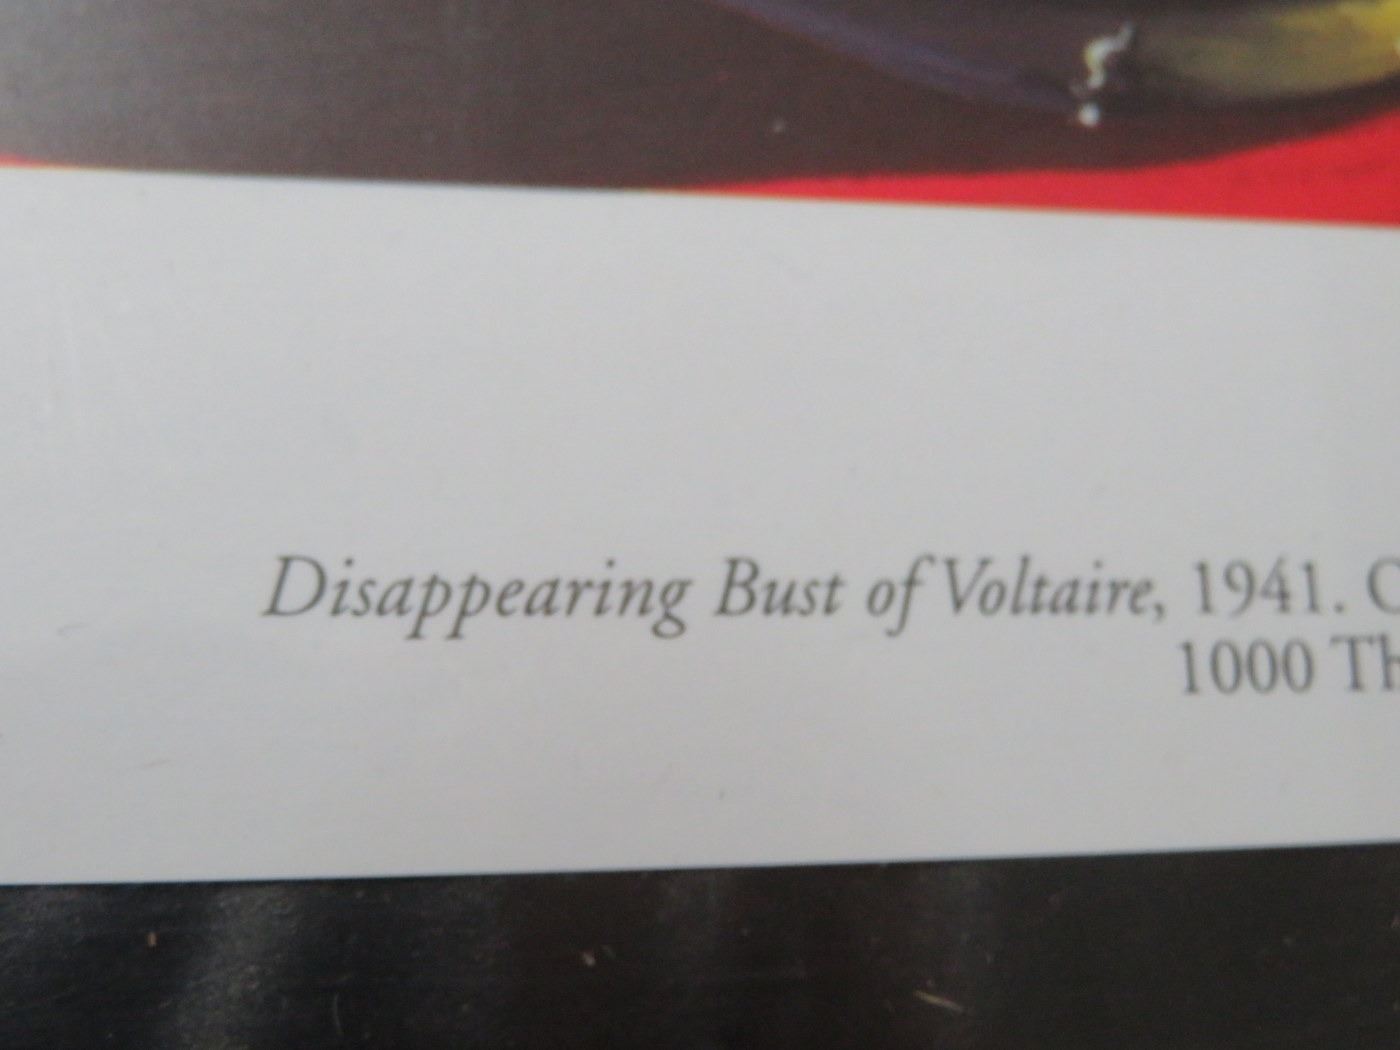 Disappearing Bust of Voltaire, 1941.
1000